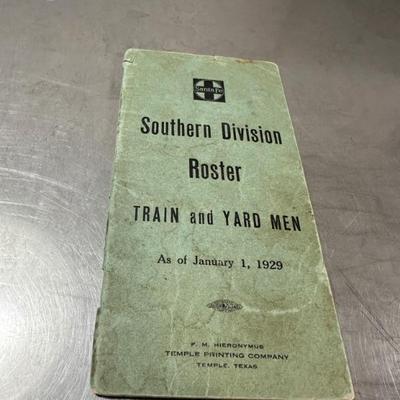 Santa Fe
Southern Division
Roster
TRAIN and YARD MEN
As of January 1, 1929
F. M. HIERONYMUS
TEMPLE PRINTING COMPANY
TEMPLE, TEXAS